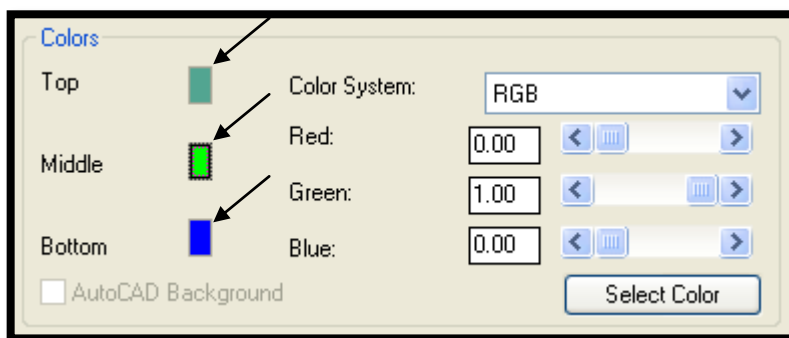 Colors
Top
Color System: RGB
Red: 0.00
Middle
Green: 1.00
Bottom
Blue: 0.00
AutoCAD Background
Select Color